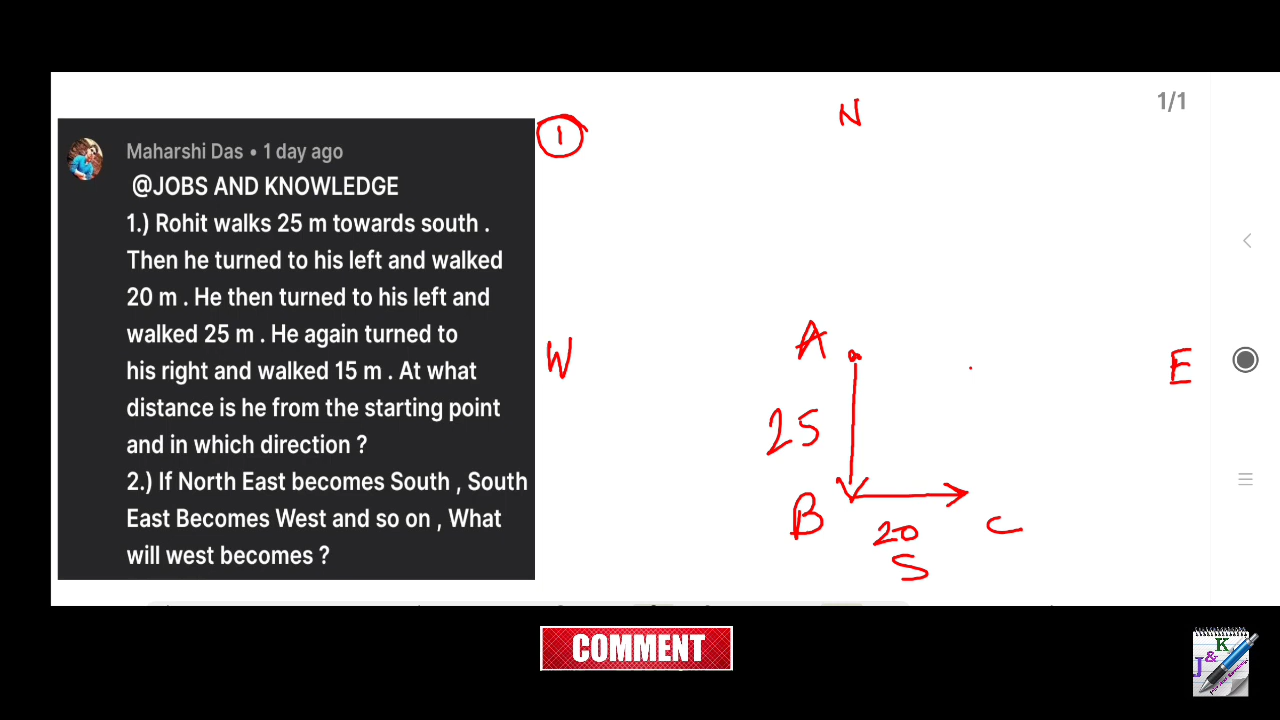 1/1
N
1
Maharshi Das • 1 day ago
@JOBS AND KNOWLEDGE
1.) Rohit walks 25 m towards south .
Then he turned to his left and walked
20 m . He then turned to his left and
walked 25 m . He again turned to
his right and walked 15 m . At what
distance is he from the starting point
and in which direction ?
2.) If North East becomes South , South
East Becomes West and so on , What
will west becomes ?
A
W
E
25
B
20
C
S
COMMENT
J&K